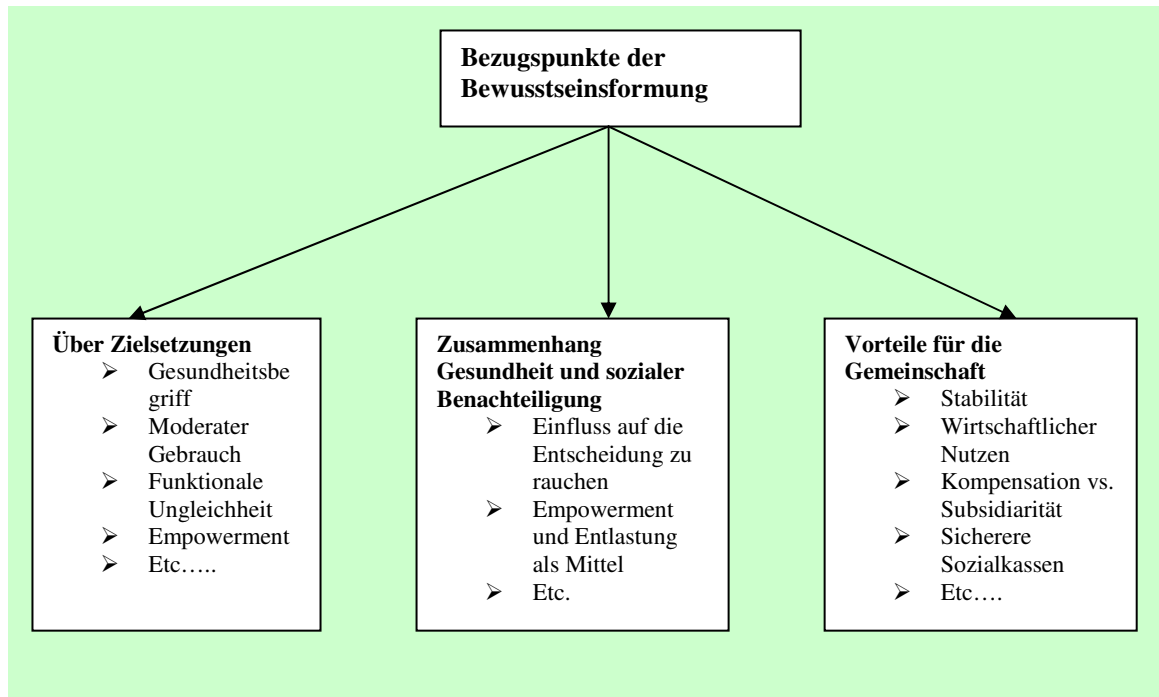 Bezugspunkte der
Bewusstseinsformung
Über Zielsetzungen
➢ Gesundheitsbe
griff
➢ Moderater
Gebrauch
➢ Funktionale
Ungleichheit
➢ Empowerment
➢ Etc…..
Zusammenhang
Gesundheit und sozialer
Benachteiligung
➢ Einfluss auf die
Entscheidung zu
rauchen
➢ Empowerment
und Entlastung
als Mittel
➢ Etc.
Vorteile für die
Gemeinschaft
➢ Stabilität
➢ Wirtschaftlicher
Nutzen
➢ Kompensation vs.
Subsidiarität
➢ Sicherere
Sozialkassen
➢ Etc….